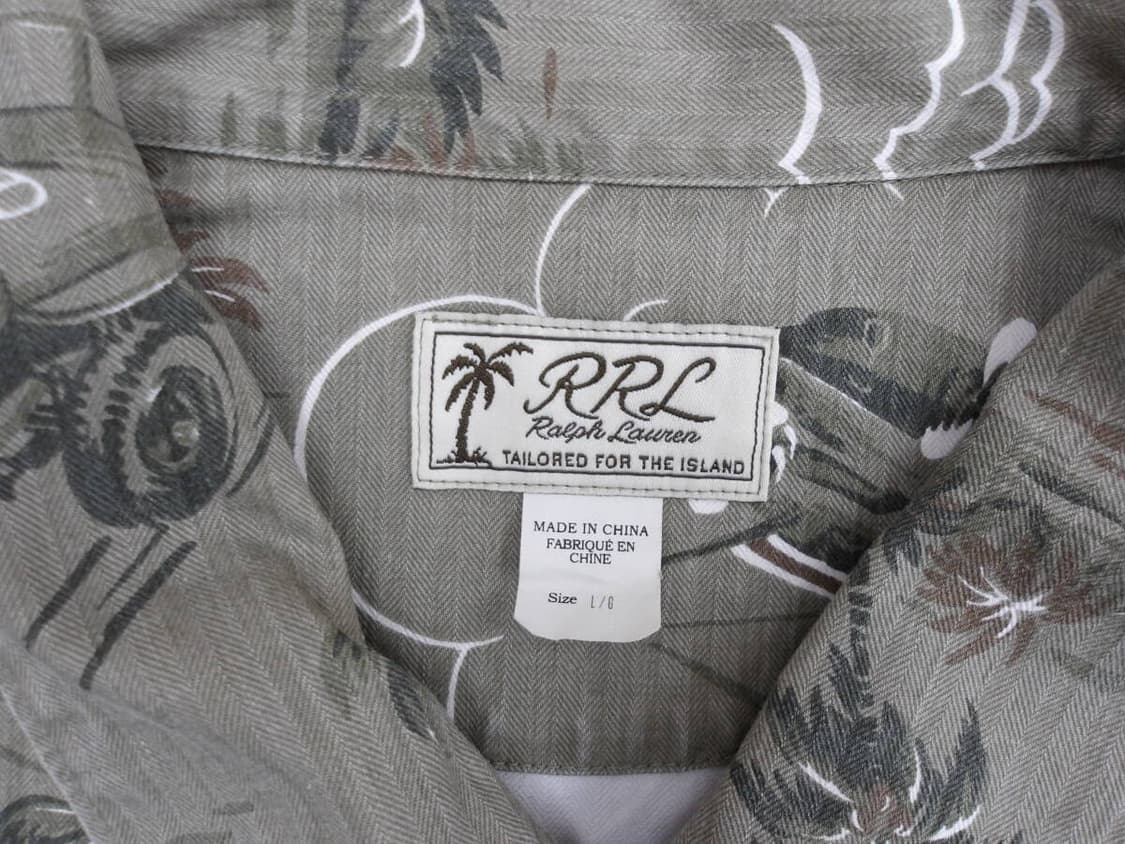 RRL
Ralph Lauren
TAILORED FOR THE ISLAND
MADE IN CHINA
FABRIQUÉ EN
CHINE
Size L/G